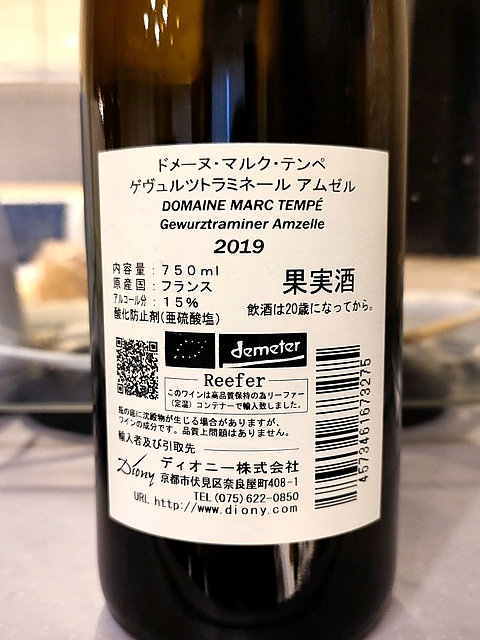 ドメーヌ・マルク・テンペ
ゲヴュルツトラミネール アムゼル
DOMAINE MARC TEMPÉ
Gewurztraminer Amzelle
2019
内容量：750ml
原産国：フランス
アルコール分：15%
酸化防止剤(亜硫酸塩)
果実酒
飲酒は20歳になってから。
demeter
Reefer
このワインは高品質保持の為リーファー
(定温)コンテナーで輸入致しました。
瓶の底に沈殿物が生じる場合がありますが、
ワインの成分です。品質上問題はありません。
輸入者及び引取先
Diony
ディオニー株式会社
京都市伏見区奈良屋町408-1
TEL(075)622-0850
URL http://www.diony.com
4573461673275